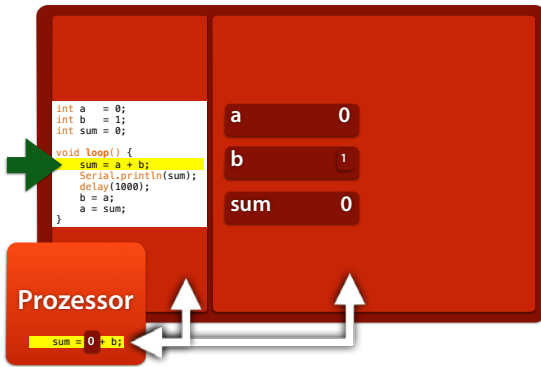 int a   = 0;
int b   = 1;
int sum = 0;
void loop() {
    sum = a + b;
    Serial.println(sum);
    delay(1000);
    b = a;
    a = sum;
}
a 0
b 1
sum 0
Prozessor
sum = 0 + b;